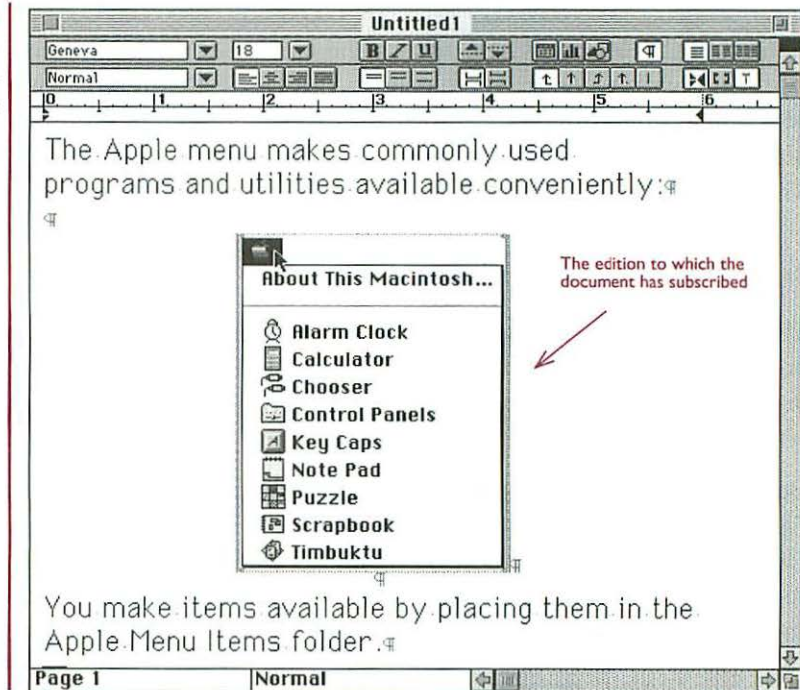 Untitled1
Geneva 18 B I U ¶
Normal T
0 1 2 3 4 5 6
The Apple menu makes commonly used
programs and utilities available conveniently:¶
¶
About This Macintosh...
Alarm Clock
Calculator
Chooser
Control Panels
Key Caps
Note Pad
Puzzle
Scrapbook
Timbuktu
¶
¶
The edition to which the
document has subscribed
You make items available by placing them in the
Apple Menu Items folder.¶
Page 1 Normal